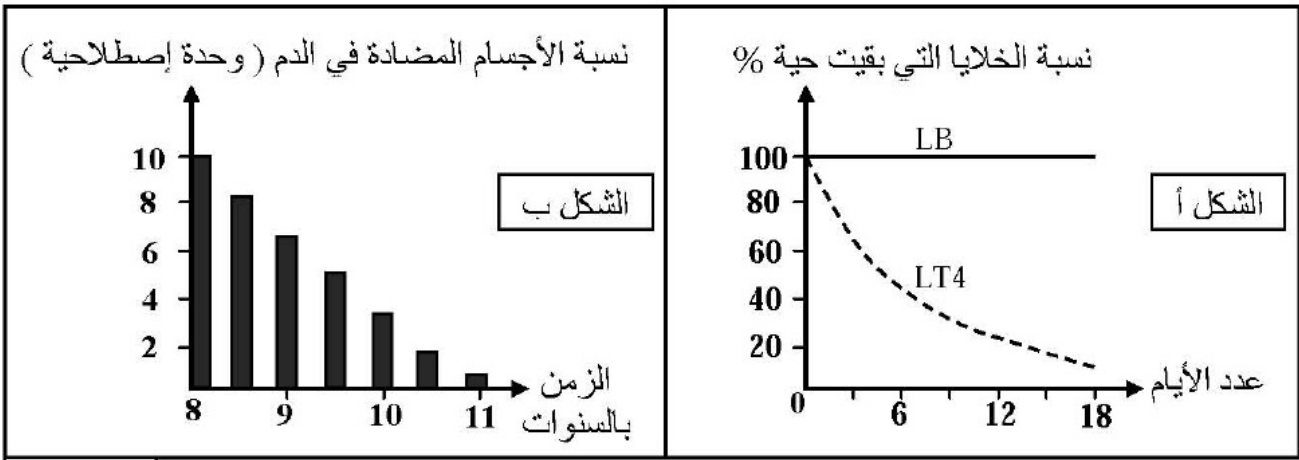 نسبة الخلايا التي بقيت حية %
100
80
60
40
20
0
6
12
18
LB
LT4
الشكل أ
عدد الأيام
نسبة الأجسام المضادة في الدم ( وحدة إصطلاحية )
10
8
6
4
2
8
9
10
11
الشكل ب
الزمن
بالسنوات